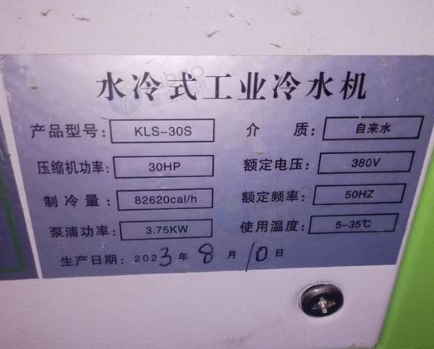 水冷式工业冷水机
产品型号: KLS-30S 介 质: 自来水
压缩机功率: 30HP 额定电压: 380V
制冷量: 82620cal/h 额定频率: 50HZ
泵浦功率: 3.75KW 使用温度: 5-35℃
生产日期: 2023年8月10日